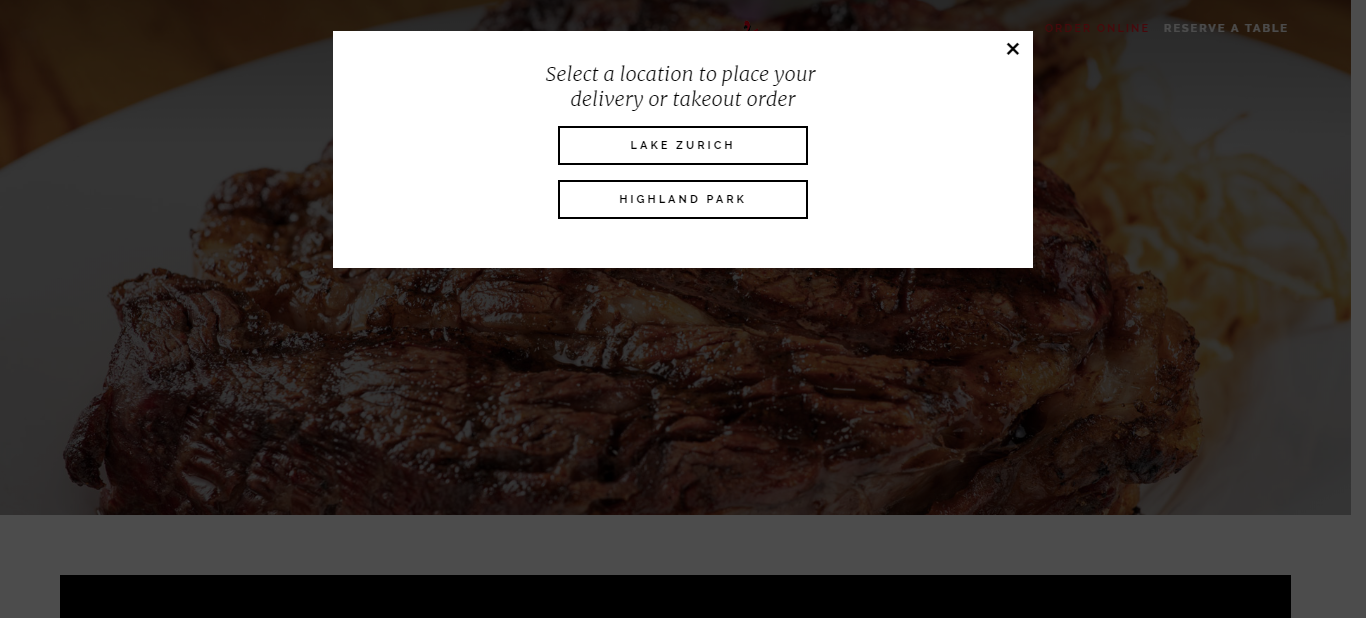 ORDER ONLINE RESERVE A TABLE
Select a location to place your
delivery or takeout order
LAKE ZURICH
HIGHLAND PARK